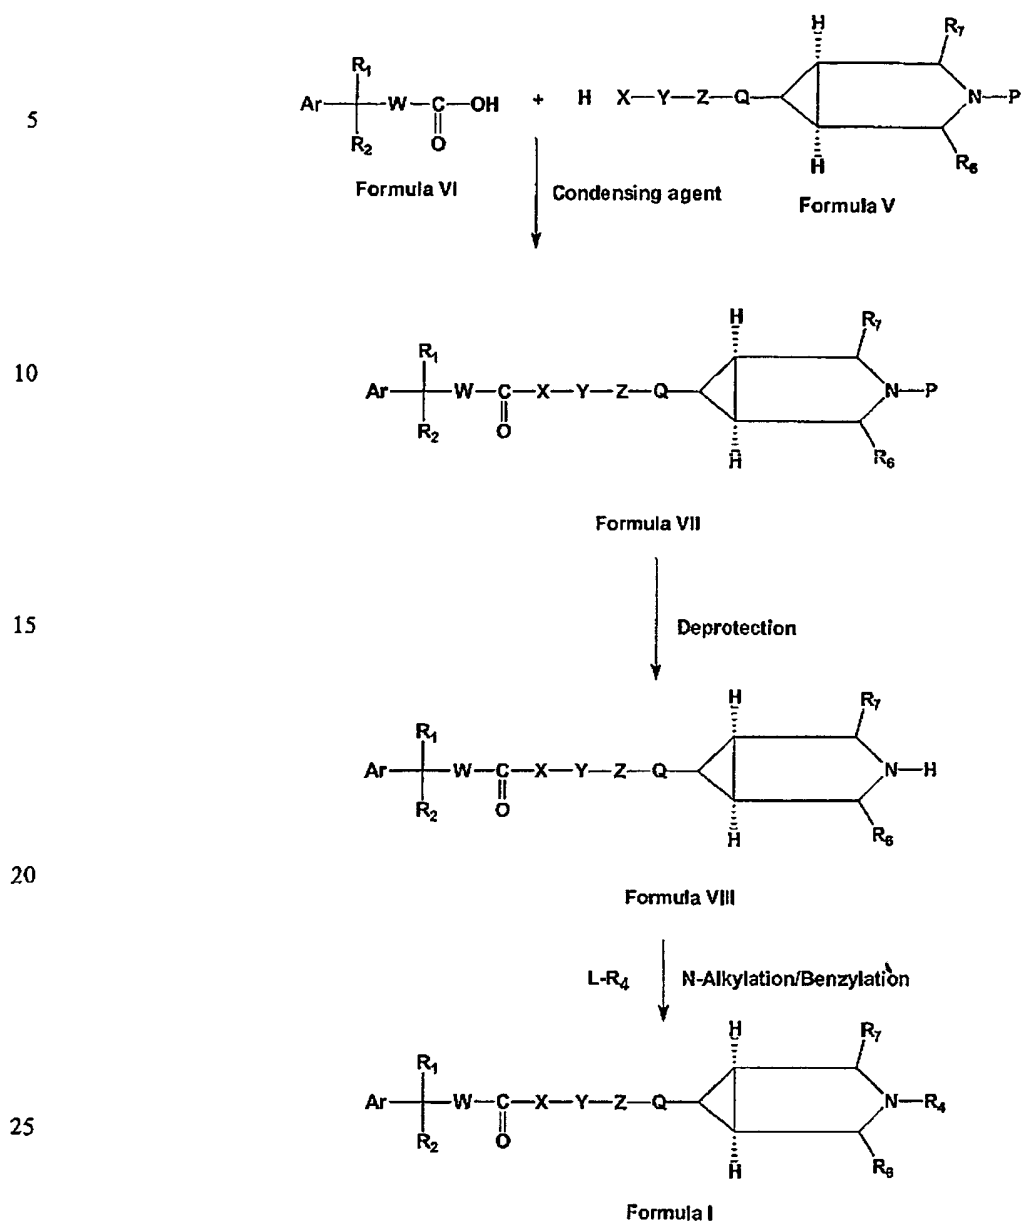 H R₇
5 R₁
Ar W C OH + H X—Y—Z—Q N—P
R₂ O
H R₆
Formula VI Condensing agent Formula V
10 H R₇
R₁
Ar W C X Y Z Q N—P
R₂ O
H R₆
Formula VII
15 Deprotection
H R₇
R₁
Ar W C X Y Z Q N—H
R₂ O
H R₆
20
Formula VIII
L-R₄ N-Alkylation/Benzylation
H R₇
R₁
Ar W C X Y Z Q N—R₄
25 R₂ O
H R₆
Formula I